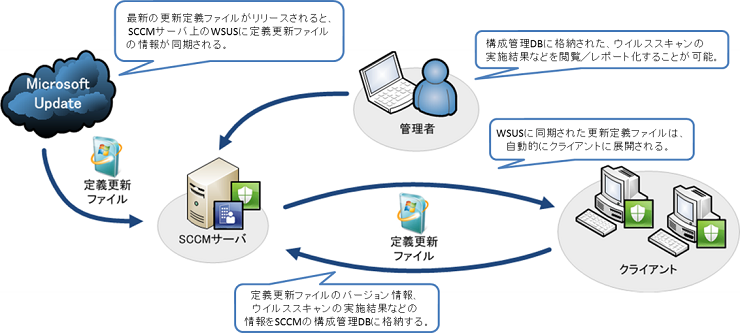 最新の更新定義ファイルがリリースされると、
SCCMサーバ上のWSUSに定義更新ファイル
の情報が同期される。
構成管理DBに格納された、ウイルススキャンの
実施結果などを閲覧／レポート化することが可能。
Microsoft
Update
管理者
WSUSに同期された更新定義ファイルは、
自動的にクライアントに展開される。
定義更新
ファイル
SCCMサーバ
定義更新
ファイル
クライアント
定義更新ファイルのバージョン情報、
ウイルススキャンの実施結果などの
情報をSCCMの構成管理DBに格納する。